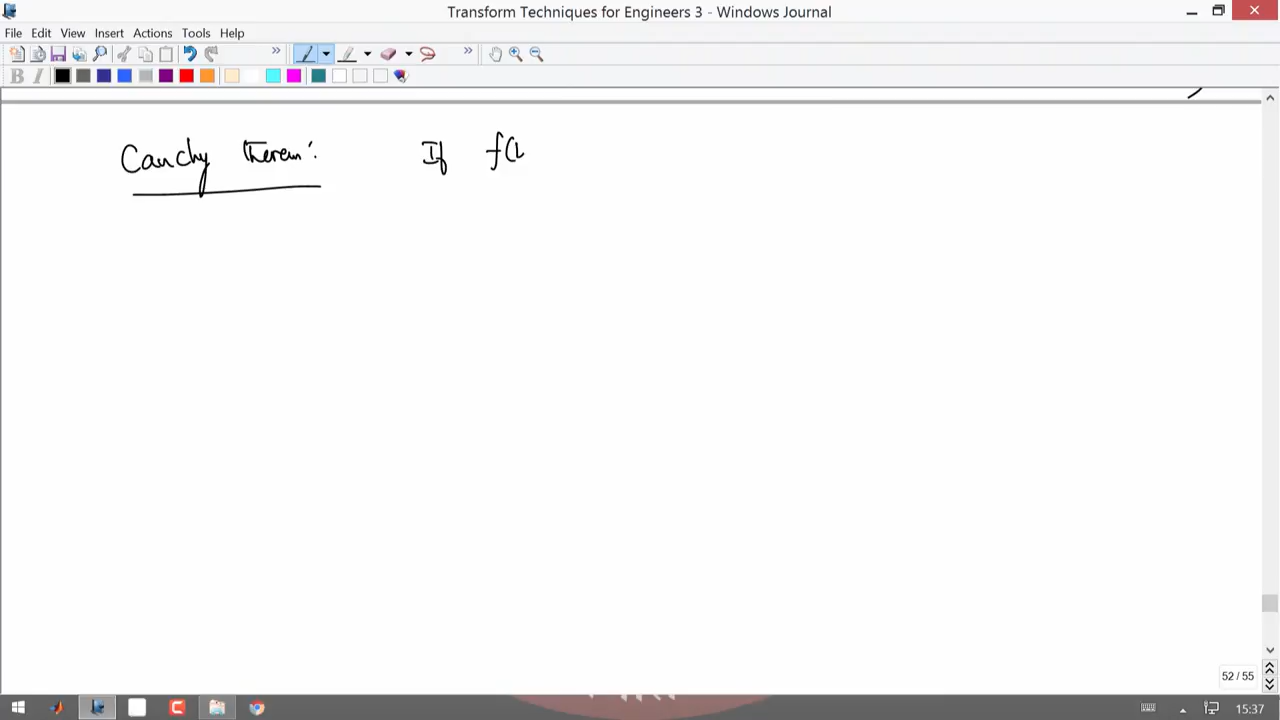 Transform Techniques for Engineers 3 - Windows Journal
File Edit View Insert Actions Tools Help
B I
Cauchy Therem: If f(
52 / 55
15:37